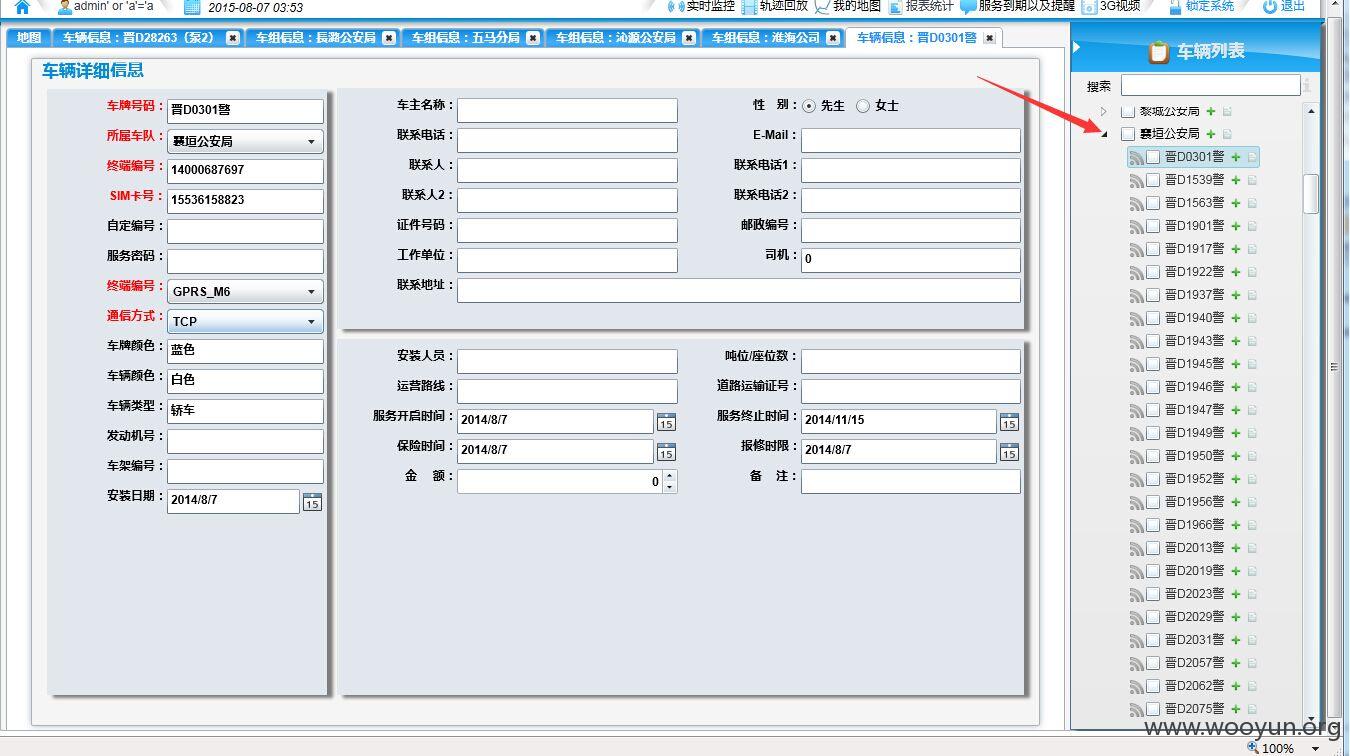 admin' or 'a'='a 2015-08-07 03:53 实时监控 轨迹回放 我的地图 报表统计 服务到期以及提醒 3G视频 锁定系统 退出
地图 车辆信息：晋D28263（泵2） 车组信息：長潞公安局 车组信息：五马分局 车组信息：沁源公安局 车组信息：淮海公司 车辆信息：晋D0301警
车辆列表
车辆详细信息
搜索
车牌号码： 晋D0301警
所属车队： 襄垣公安局
终端编号： 14000687697
SIM卡号： 15536158823
自定编号：
服务密码：
终端编号： GPRS_M6
通信方式： TCP
车牌颜色： 蓝色
车辆颜色： 白色
车辆类型： 轿车
发动机号：
车架编号：
安装日期： 2014/8/7 15
车主名称： 性 别： 先生 女士
联系电话： E-Mail：
联系人： 联系电话1：
联系人2： 联系电话2：
证件号码： 邮政编号：
工作单位： 司机： 0
联系地址：
安装人员： 吨位/座位数：
运营路线： 道路运输证号：
服务开启时间： 2014/8/7 15 服务终止时间： 2014/11/15 15
保险时间： 2014/8/7 15 报修时限： 2014/8/7 15
金 额： 0 备 注：
黎城公安局
襄垣公安局
晋D0301警
晋D1539警
晋D1563警
晋D1901警
晋D1917警
晋D1922警
晋D1937警
晋D1940警
晋D1943警
晋D1945警
晋D1946警
晋D1947警
晋D1949警
晋D1950警
晋D1952警
晋D1956警
晋D1966警
晋D2013警
晋D2019警
晋D2023警
晋D2029警
晋D2031警
晋D2057警
晋D2062警
晋D2075警
www.wooyun.org
100%